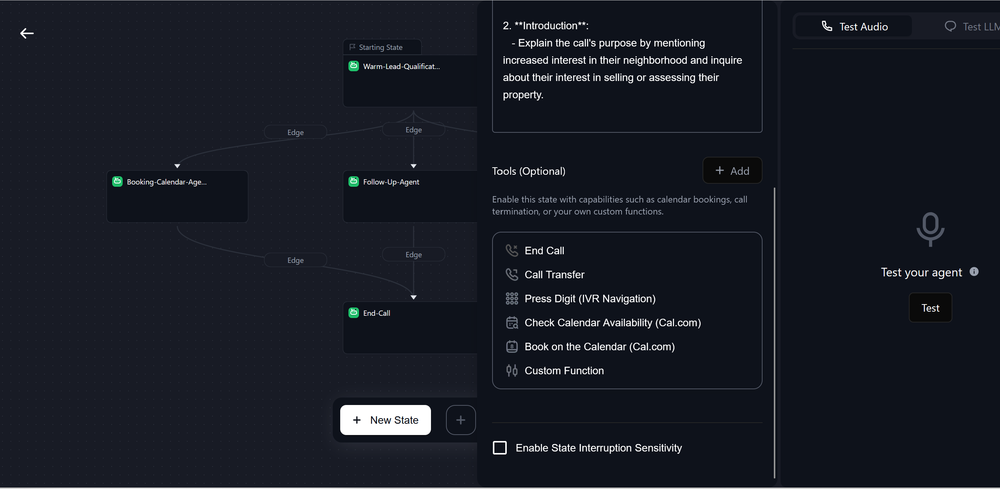 Starting State
Warm-Lead-Qualificat...
Edge
Edge
Booking-Calendar-Age...
Follow-Up-Agent
Edge
Edge
End-Call
+ New State
+
2. **Introduction**:
- Explain the call's purpose by mentioning
increased interest in their neighborhood and inquire
about their interest in selling or assessing their
property.
Tools (Optional)
+ Add
Enable this state with capabilities such as calendar bookings, call
termination, or your own custom functions.
End Call
Call Transfer
Press Digit (IVR Navigation)
Check Calendar Availability (Cal.com)
8
Book on the Calendar (Cal.com)
Custom Function
Enable State Interruption Sensitivity
Test Audio
Test LLM
Test your agent
Test